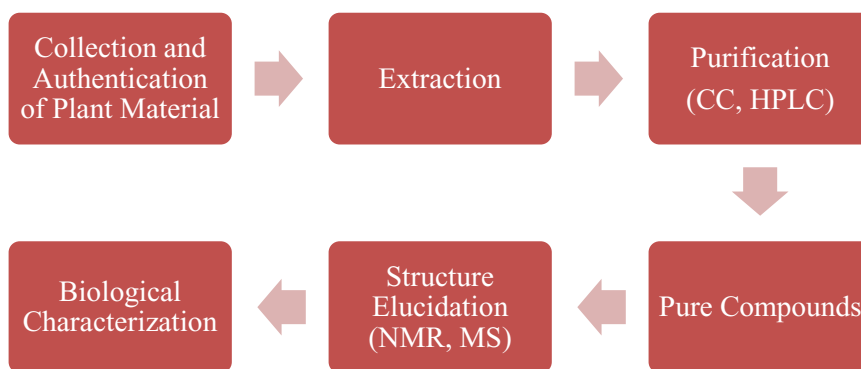 Collection and
Authentication
of Plant Material
Extraction
Purification
(CC, HPLC)
Pure Compounds
Structure
Elucidation
(NMR, MS)
Biological
Characterization